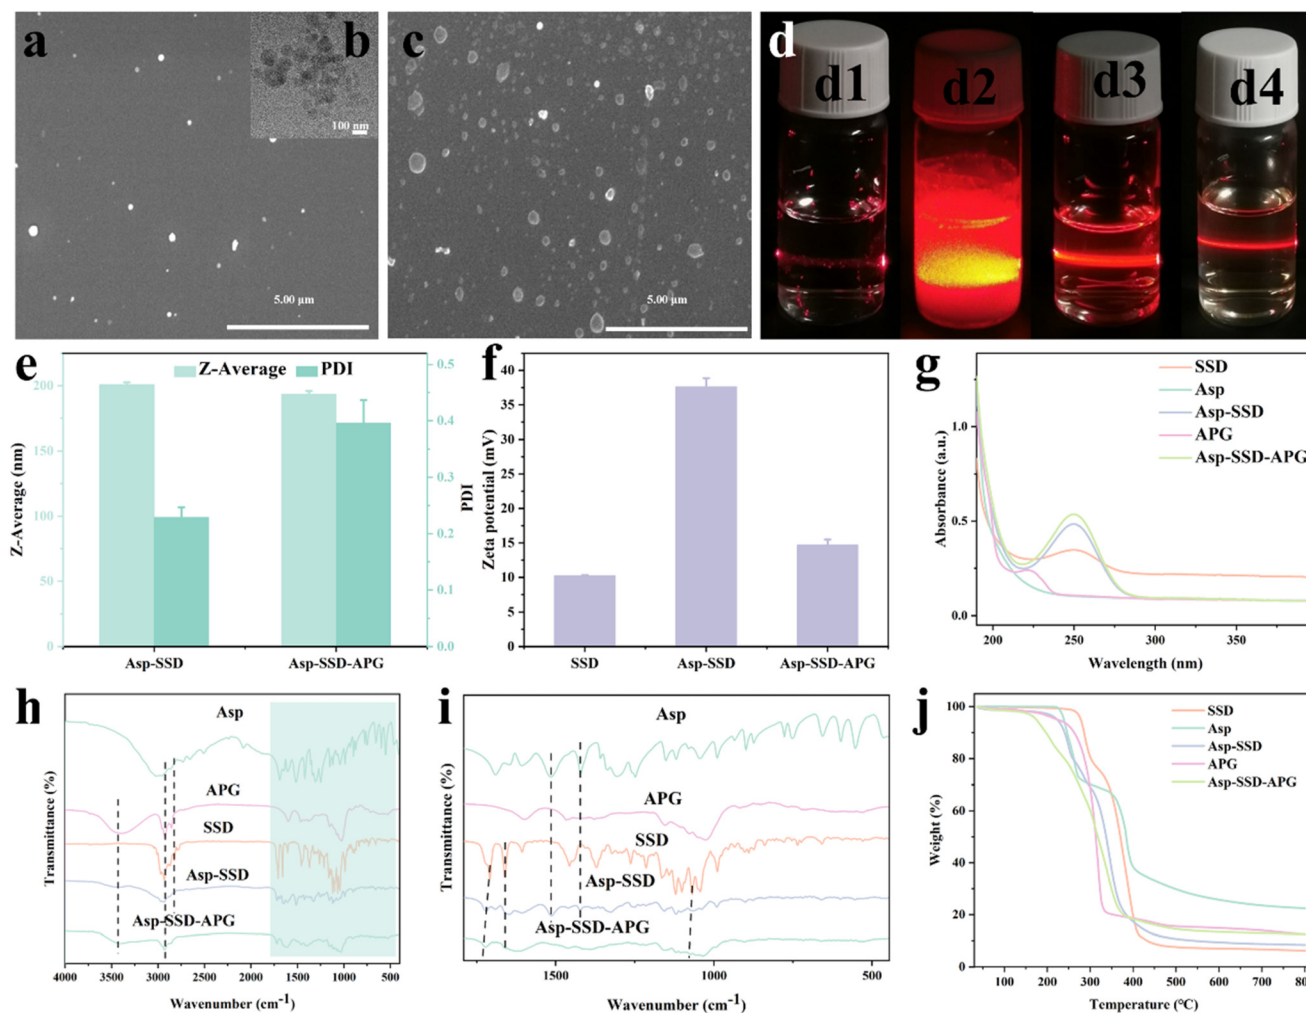 a
b
100 nm
5.00 μm
c
5.00 μm
d
d1
d2
d3
d4
e
Z-Average
PDI
200
150
100
50
0
Z-Average (nm)
0.5
0.4
0.3
0.2
0.1
0.0
PDI
Asp-SSD
Asp-SSD-APG
f
40
35
30
25
20
15
10
5
0
Zeta potential (mV)
SSD
Asp-SSD
Asp-SSD-APG
g
SSD
Asp
Asp-SSD
APG
Asp-SSD-APG
1.0
0.5
0.0
Absorbance (a.u.)
200
250
300
350
Wavelength (nm)
h
Asp
APG
SSD
Asp-SSD
Asp-SSD-APG
Transmittance (%)
4000 3500 3000 2500 2000 1500 1000 500
Wavenumber (cm-1)
i
Asp
APG
SSD
Asp-SSD
Asp-SSD-APG
Transmittance (%)
1500
1000
500
Wavenumber (cm-1)
j
SSD
Asp
Asp-SSD
APG
Asp-SSD-APG
100
80
60
40
20
0
Weight (%)
100 200 300 400 500 600 700
Temperature (°C)